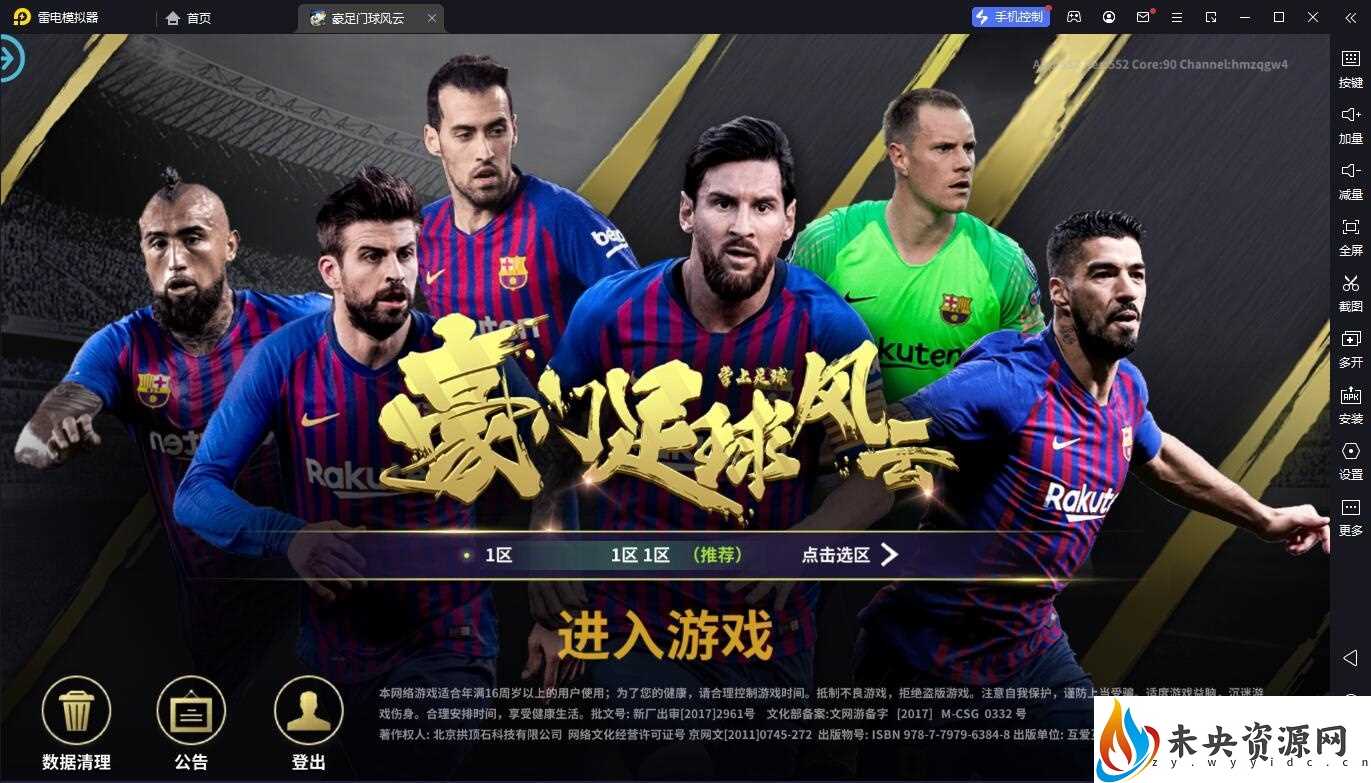 雷电模拟器
首页
豪足门球风云
手机控制
552 Core:90 Channel:hmzqgw4
按键
加量
减量
全屏
截图
多开
安装
设置
更多
beko
Rakuten
掌上足球
豪门足球风云
1区 1区 1区 (推荐) 点击选区
进入游戏
数据清理
公告
登出
本网络游戏适合年满16周岁以上的用户使用；为了您的健康，请合理控制游戏时间。抵制不良游戏，拒绝盗版游戏。注意自我保护，谨防上当受骗。适度游戏益脑，沉迷游
戏伤身。合理安排时间，享受健康生活。批文号: 新厂出审[2017]2961号 文化部备案:文网游备字 [2017] M-CSG 0332 号
著作权人: 北京拱顶石科技有限公司 网络文化经营许可证号 京网文[2011]0745-272 出版物号: ISBN 978-7-7979-6384-8 出版单位: 互爱
未央资源网
zy.wyyidc.cn